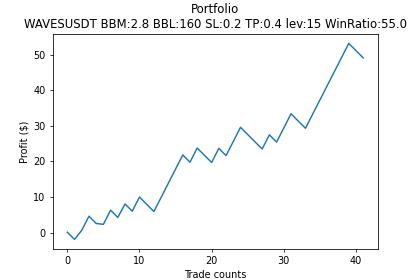 Portfolio
WAVESUSDT BBM:2.8 BBL:160 SL:0.2 TP:0.4 lev:15 WinRatio:55.0
50
40
30
20
10
0
Profit ($)
0 10 20 30 40
Trade counts